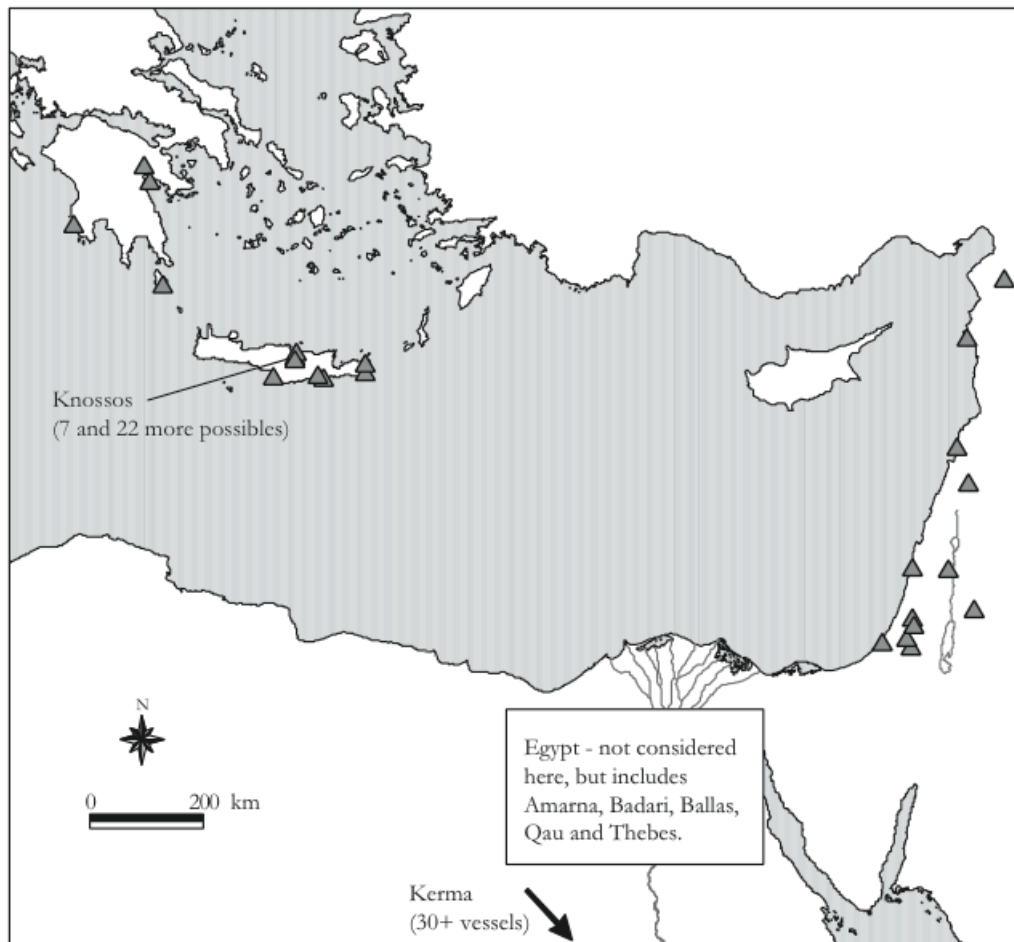 Knossos
(7 and 22 more possibles)
N
0 200 km
Egypt - not considered
here, but includes
Amarna, Badari, Ballas,
Qau and Thebes.
Kerma
(30+ vessels)